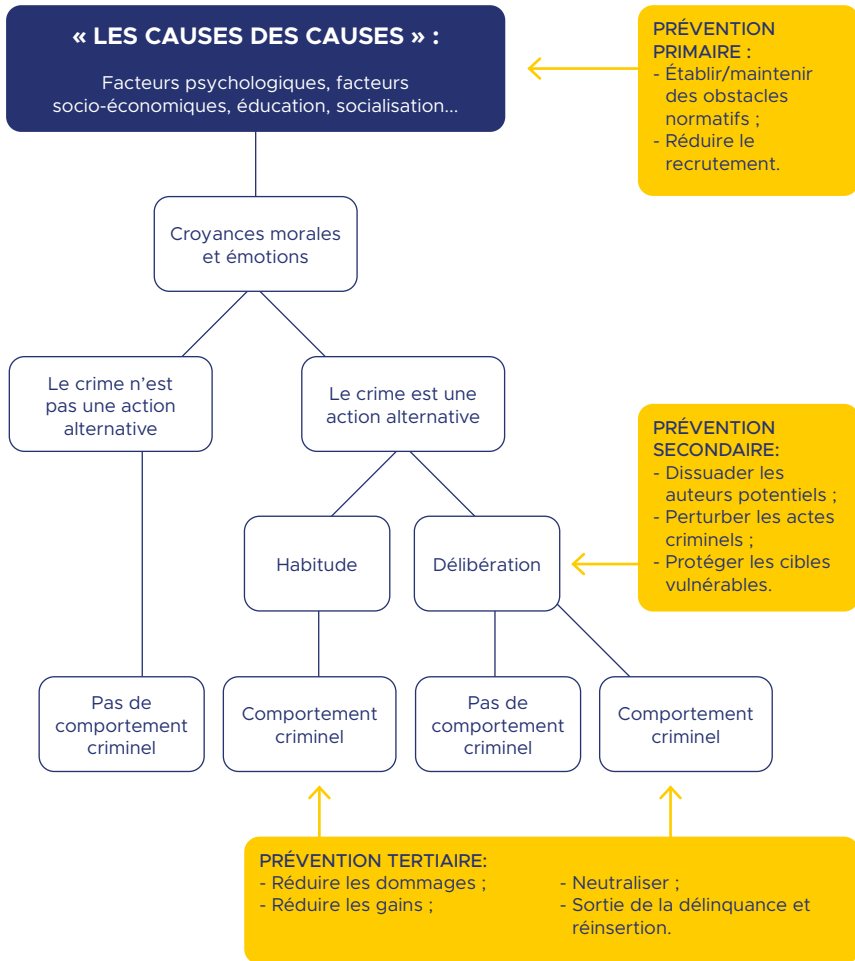 « LES CAUSES DES CAUSES » :
Facteurs psychologiques, facteurs
socio-économiques, éducation, socialisation...
PRÉVENTION
PRIMAIRE :
- Établir/maintenir
des obstacles
normatifs ;
- Réduire le
recrutement.
Croyances morales
et émotions
Le crime n’est
pas une action
alternative
Le crime est une
action alternative
PRÉVENTION
SECONDAIRE:
- Dissuader les
auteurs potentiels ;
- Perturber les actes
criminels ;
- Protéger les cibles
vulnérables.
Habitude
Délibération
Pas de
comportement
criminel
Comportement
criminel
Pas de
comportement
criminel
Comportement
criminel
PRÉVENTION TERTIAIRE:
- Réduire les dommages ;
- Réduire les gains ;
- Neutraliser ;
- Sortie de la délinquance et
réinsertion.